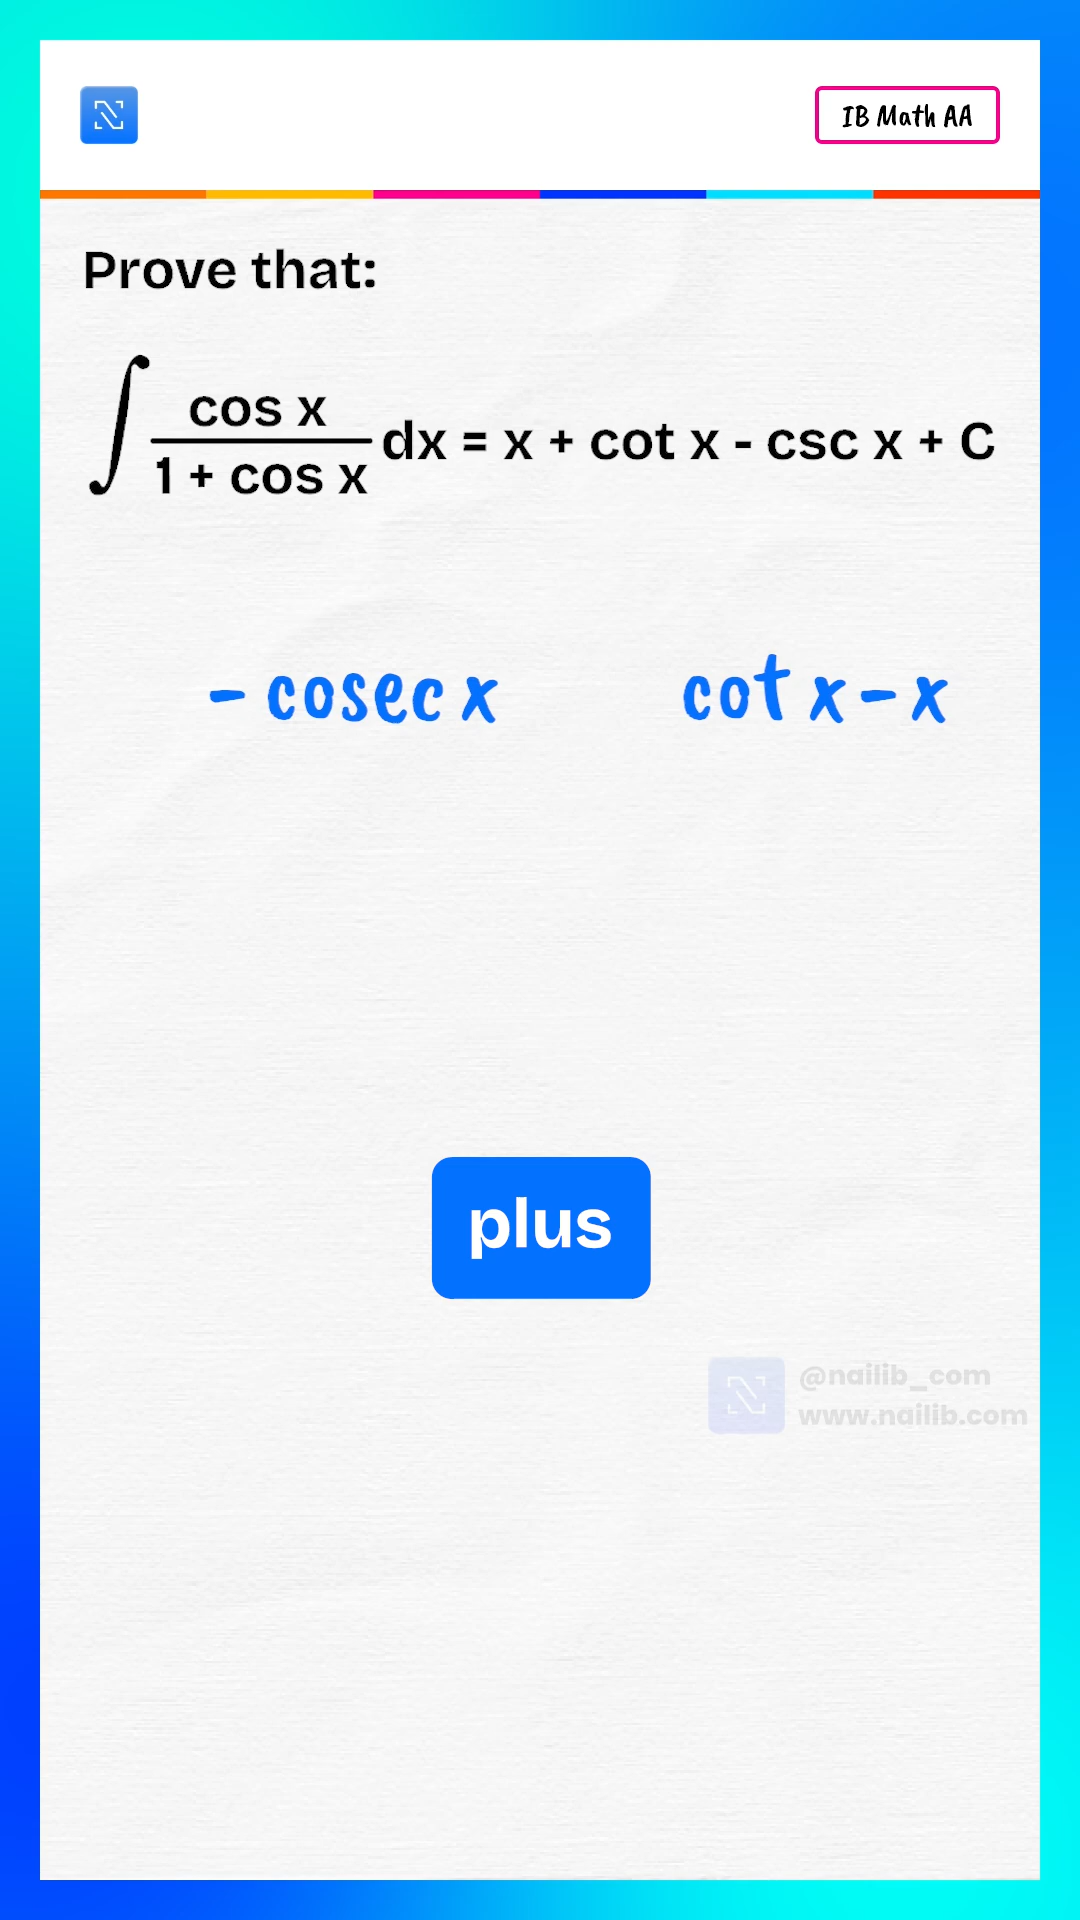 IB Math AA
Prove that:
∫ cos x / 1 + cos x dx = x + cot x - csc x + C
- cosec x cot x - x
plus
@nailib_com
www.nailib.com